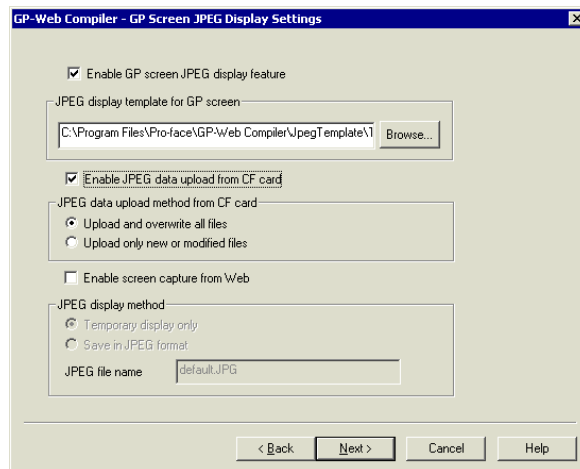 GP-Web Compiler - GP Screen JPEG Display Settings
Enable GP screen JPEG display feature
JPEG display template for GP screen
C:\Program Files\Pro-face\GP-Web Compiler\JpegTemplate\
Browse...
Enable JPEG data upload from CF card
JPEG data upload method from CF card
Upload and overwrite all files
Upload only new or modified files
Enable screen capture from Web
JPEG display method
Temporary display only
Save in JPEG format
JPEG file name
default.JPG
< Back
Next >
Cancel
Help